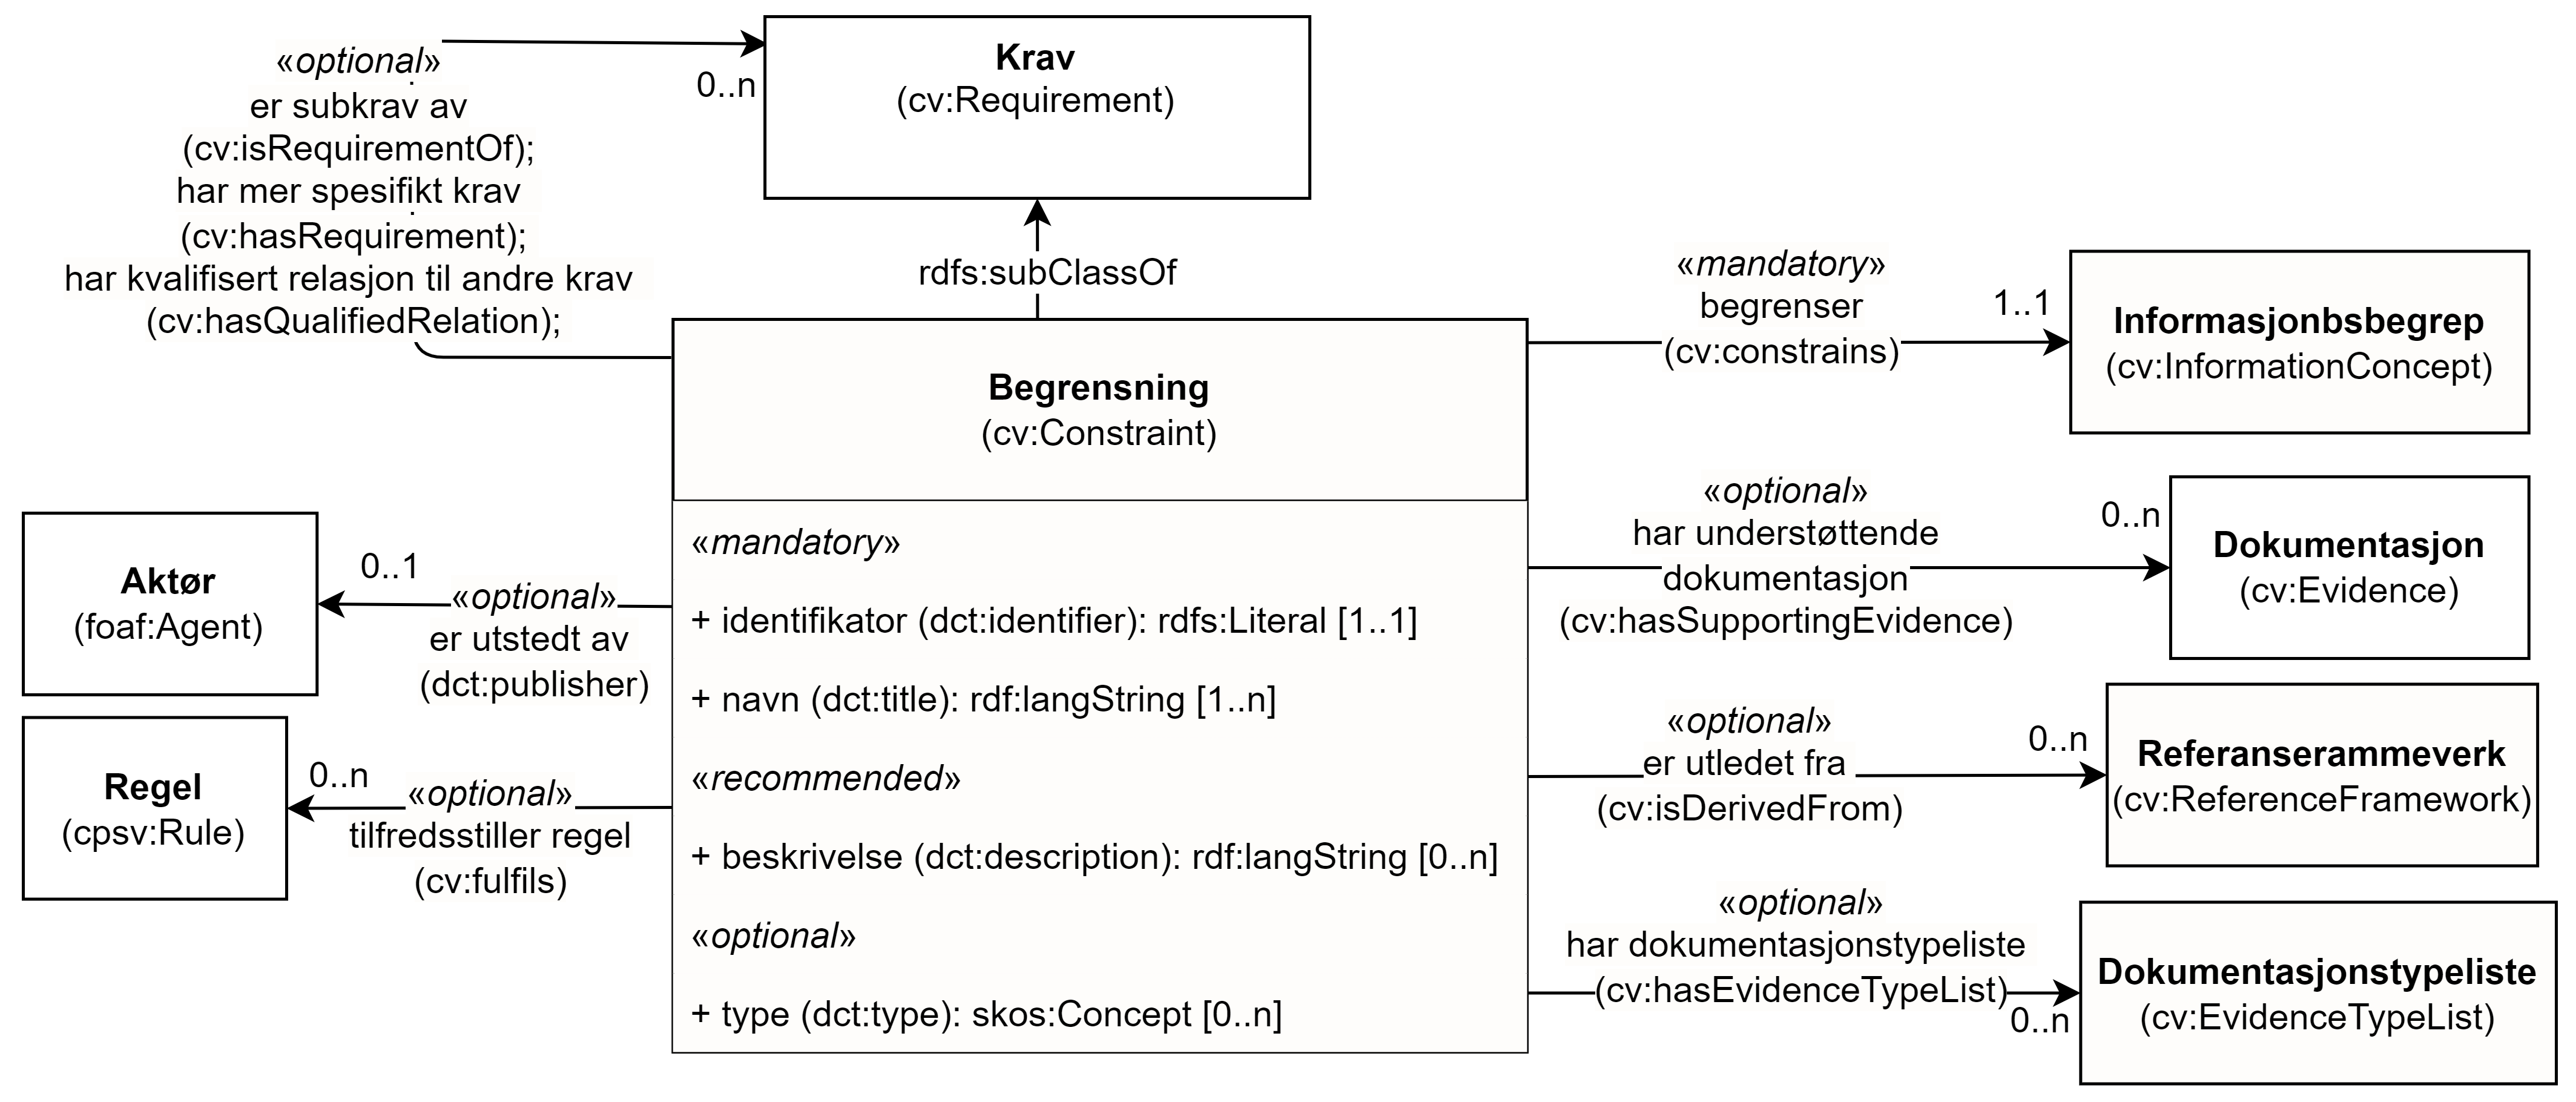 «optional»
er subkrav av
(cv:isRequirementOf);
har mer spesifikt krav
(cv:hasRequirement);
har kvalifisert relasjon til andre krav
(cv:hasQualifiedRelation);
0..n
Krav
(cv:Requirement)
rdfs:subClassOf
Begrensning
(cv:Constraint)
«mandatory»
+ identifikator (dct:identifier): rdfs:Literal [1..1]
+ navn (dct:title): rdf:langString [1..n]
«recommended»
+ beskrivelse (dct:description): rdf:langString [0..n]
«optional»
+ type (dct:type): skos:Concept [0..n]
Aktør
(foaf:Agent)
0..1
«optional»
er utstedt av
(dct:publisher)
Regel
(cpsv:Rule)
0..n
«optional»
tilfredsstiller regel
(cv:fulfils)
«mandatory»
begrenser
(cv:constrains)
1..1
Informasjonbsbegrep
(cv:InformationConcept)
«optional»
har understøttende
dokumentasjon
(cv:hasSupportingEvidence)
0..n
Dokumentasjon
(cv:Evidence)
«optional»
er utledet fra
(cv:isDerivedFrom)
0..n
Referanserammeverk
(cv:ReferenceFramework)
«optional»
har dokumentasjonstypeliste
(cv:hasEvidenceTypeList)
0..n
Dokumentasjonstypeliste
(cv:EvidenceTypeList)